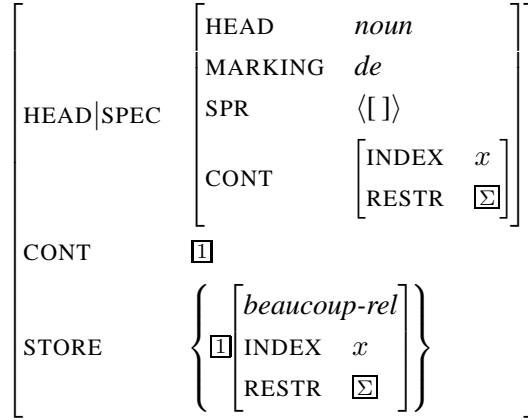 HEAD noun
MARKING de
HEAD|SPEC SPR ⟨[ ]⟩
CONT INDEX x
RESTR Σ
CONT 1
STORE { 1 beaucoup-rel
INDEX x
RESTR Σ }